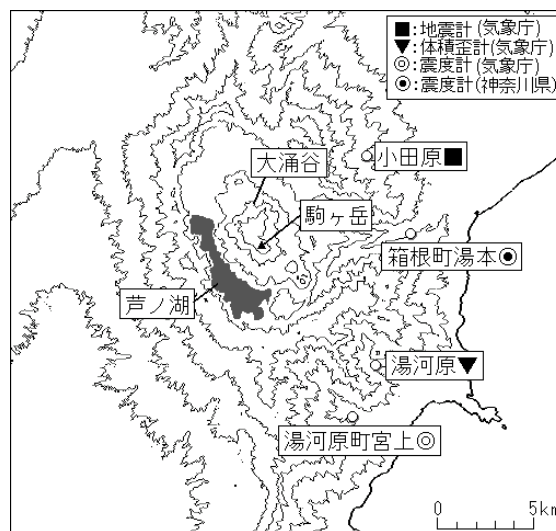 ■:地震計(気象庁)
▼:体積歪計(気象庁)
◎:震度計(気象庁)
◉:震度計(神奈川県)
大涌谷
小田原■
駒ヶ岳
箱根町湯本◉
芦ノ湖
湯河原▼
湯河原町宮上◎
0 5km